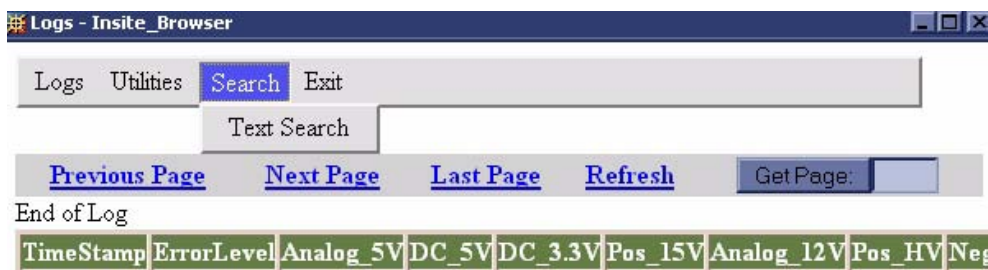 Logs - Insite_Browser
Logs Utilities Search Exit
Text Search
Previous Page Next Page Last Page Refresh Get Page:
End of Log
TimeStamp ErrorLevel Analog_5V DC_5V DC_3.3V Pos_15V Analog_12V Pos_HV Neg